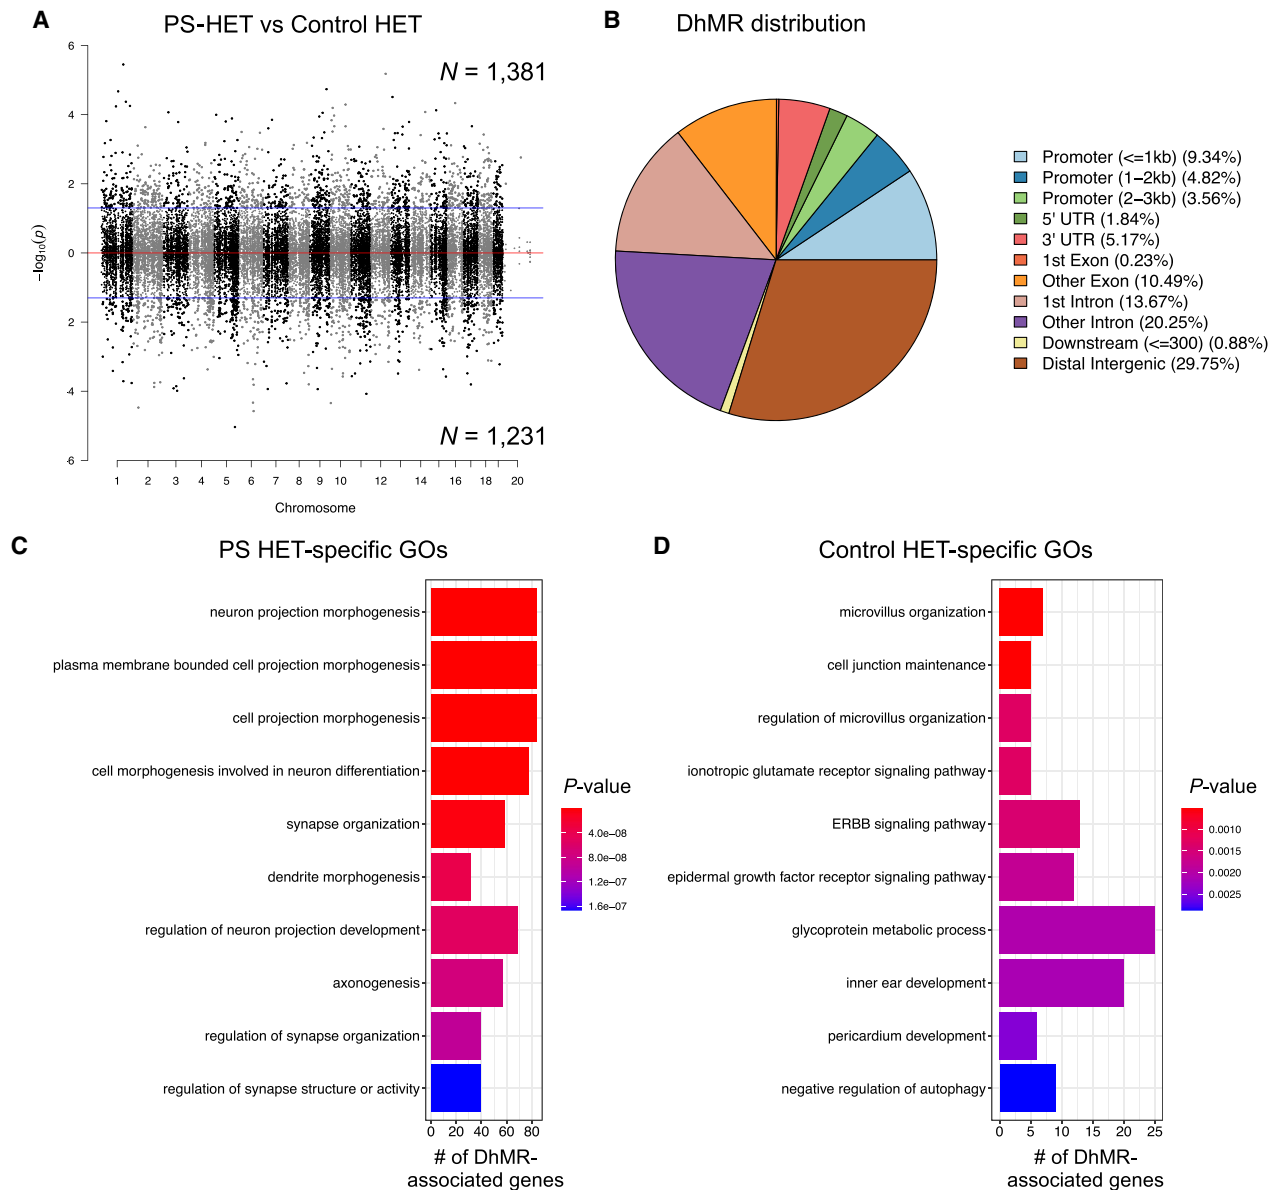 A
PS-HET vs Control HET
N = 1,381
N = 1,231
−log10(p)
6
4
2
0
2
-4
-6
1 2 3 4 5 6 7 8 9 10 12 14 16 18 20
Chromosome
B
DhMR distribution
Promoter (<=1kb) (9.34%)
Promoter (1−2kb) (4.82%)
Promoter (2−3kb) (3.56%)
5' UTR (1.84%)
3' UTR (5.17%)
1st Exon (0.23%)
Other Exon (10.49%)
1st Intron (13.67%)
Other Intron (20.25%)
Downstream (<=300) (0.88%)
Distal Intergenic (29.75%)
C
PS HET-specific GOs
neuron projection morphogenesis
plasma membrane bounded cell projection morphogenesis
cell projection morphogenesis
cell morphogenesis involved in neuron differentiation
synapse organization
dendrite morphogenesis
regulation of neuron projection development
axonogenesis
regulation of synapse organization
regulation of synapse structure or activity
0 20 40 60 80
# of DhMR-
associated genes
P-value
4.0e−08
8.0e−08
1.2e−07
1.6e−07
D
Control HET-specific GOs
microvillus organization
cell junction maintenance
regulation of microvillus organization
ionotropic glutamate receptor signaling pathway
ERBB signaling pathway
epidermal growth factor receptor signaling pathway
glycoprotein metabolic process
inner ear development
pericardium development
negative regulation of autophagy
0 5 10 15 20 25
# of DhMR-
associated genes
P-value
0.0010
0.0015
0.0020
0.0025